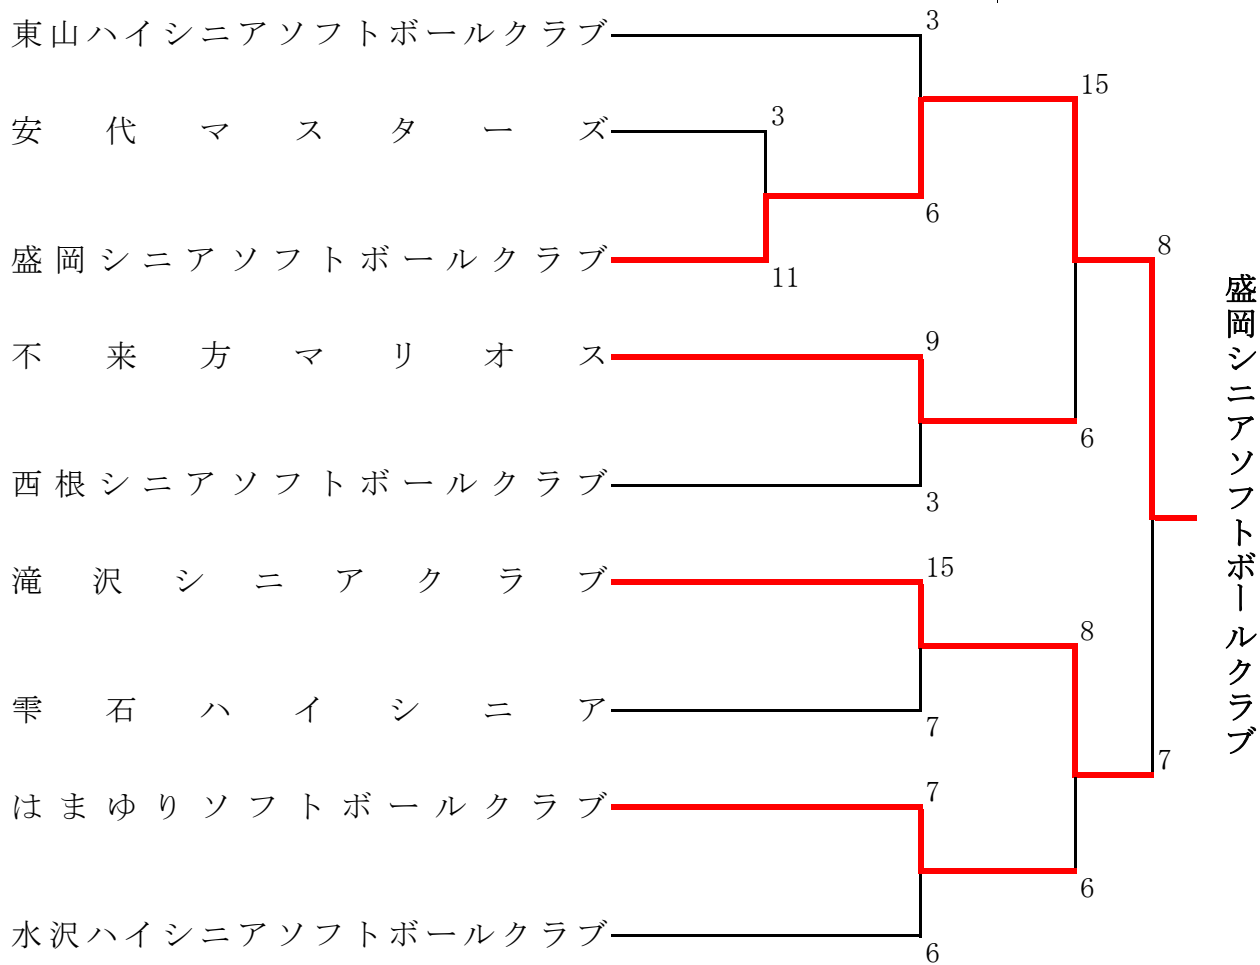 東山ハイシニアソフトボールクラブ
3
15
安代マスターズ
3
6
盛岡シニアソフトボールクラブ
11
8
不来方マリオス
9
6
西根シニアソフトボールクラブ
3
盛岡シニアソフトボールクラブ
滝沢シニアクラブ
15
8
雫石ハイシニア
7
7
はまゆりソフトボールクラブ
7
6
水沢ハイシニアソフトボールクラブ
6